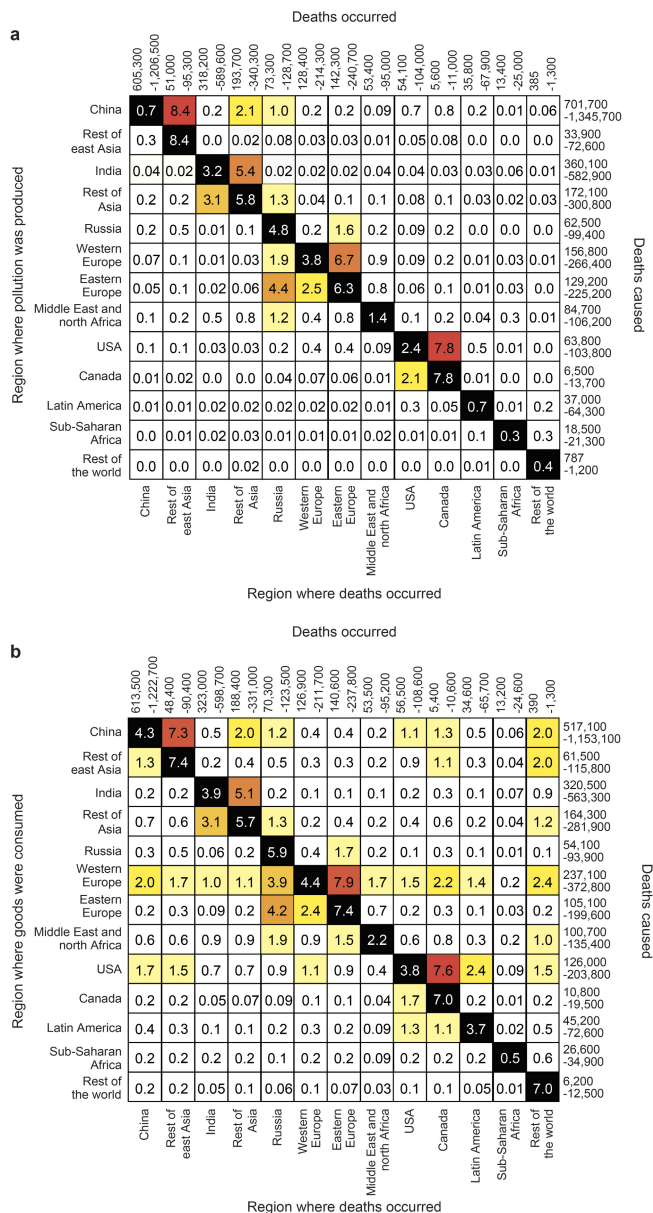 Deaths occurred
a
605,300 -1,206,500
51,000 -95,300
318,200 -589,600
193,700 -340,300
73,300 -128,700
128,400 -214,300
142,300 -240,700
53,400 -95,000
54,100 -104,000
5,600 -11,000
35,800 -67,900
13,400 -25,000
385 -1,300
Region where pollution was produced
China 0.7 8.4 0.2 2.1 1.0 0.2 0.2 0.09 0.7 0.8 0.2 0.01 0.06 701,700 -1,345,700
Rest of east Asia 0.3 8.4 0.0 0.02 0.08 0.03 0.03 0.01 0.05 0.08 0.0 0.0 0.0 33,900 -72,600
India 0.04 0.02 3.2 5.4 0.02 0.02 0.02 0.04 0.04 0.03 0.03 0.06 0.01 360,100 -582,900
Rest of Asia 0.2 0.2 3.1 5.8 1.3 0.04 0.1 0.1 0.08 0.1 0.03 0.02 0.03 172,100 -300,800
Russia 0.2 0.5 0.01 0.1 4.8 0.2 1.6 0.2 0.09 0.2 0.0 0.0 0.0 62,500 -99,400
Western Europe 0.07 0.1 0.01 0.03 1.9 3.8 6.7 0.9 0.09 0.2 0.01 0.03 0.01 156,800 -266,400
Eastern Europe 0.05 0.1 0.02 0.06 4.4 2.5 6.3 0.8 0.06 0.1 0.01 0.03 0.0 129,200 -225,200
Middle East and north Africa 0.1 0.2 0.5 0.8 1.2 0.4 0.8 1.4 0.1 0.2 0.04 0.3 0.01 84,700 -106,200
USA 0.1 0.1 0.03 0.03 0.2 0.4 0.4 0.09 2.4 7.8 0.5 0.01 0.0 63,800 -103,800
Canada 0.01 0.02 0.0 0.0 0.04 0.07 0.06 0.01 2.1 7.8 0.01 0.0 0.0 6,500 -13,700
Latin America 0.01 0.01 0.02 0.02 0.02 0.02 0.02 0.01 0.3 0.05 0.7 0.01 0.2 37,000 -64,300
Sub-Saharan Africa 0.0 0.01 0.02 0.03 0.01 0.01 0.01 0.02 0.01 0.01 0.1 0.3 0.3 18,500 -21,300
Rest of the world 0.0 0.0 0.0 0.02 0.0 0.0 0.0 0.0 0.0 0.0 0.01 0.0 0.4 787 -1,200
Deaths caused
China
Rest of east Asia
India
Rest of Asia
Russia
Western Europe
Eastern Europe
Middle East and north Africa
USA
Canada
Latin America
Sub-Saharan Africa
Rest of the world
Region where deaths occurred
Deaths occurred
b
613,500 -1,222,700
48,400 -90,400
323,000 -598,700
188,400 -331,000
70,300 -123,500
126,900 -211,700
140,600 -237,800
53,500 -95,200
56,500 -108,600
5,400 -10,600
34,600 -65,700
13,200 -24,600
390 -1,300
Region where goods were consumed
China 4.3 7.3 0.5 2.0 1.2 0.4 0.4 0.2 1.1 1.3 0.5 0.06 2.0 517,100 -1,153,100
Rest of east Asia 1.3 7.4 0.2 0.4 0.5 0.3 0.3 0.2 0.9 1.1 0.3 0.04 2.0 61,500 -115,800
India 0.2 0.2 3.9 5.1 0.2 0.1 0.1 0.2 0.3 0.3 0.1 0.07 0.9 320,500 -563,300
Rest of Asia 0.7 0.6 3.1 5.7 1.3 0.2 0.4 0.2 0.4 0.6 0.2 0.04 1.2 164,300 -281,900
Russia 0.3 0.5 0.06 0.2 5.9 0.4 1.7 0.2 0.2 0.4 0.1 0.01 0.1 54,100 -93,900
Western Europe 2.0 1.7 1.0 1.1 3.9 4.4 7.9 1.7 1.5 2.2 1.4 0.2 2.4 237,100 -372,800
Eastern Europe 0.2 0.3 0.09 0.2 4.2 2.4 7.4 0.7 0.2 0.3 0.1 0.03 0.2 105,100 -199,600
Middle East and north Africa 0.6 0.6 0.9 0.9 1.9 0.9 1.5 2.2 0.6 0.8 0.3 0.2 1.0 100,700 -135,400
USA 1.7 1.5 0.7 0.7 0.9 1.1 0.9 0.4 3.8 7.6 2.4 0.09 1.5 126,000 -203,800
Canada 0.2 0.2 0.05 0.07 0.09 0.1 0.1 0.04 1.7 7.0 0.2 0.01 0.2 10,800 -19,500
Latin America 0.4 0.3 0.1 0.1 0.2 0.3 0.2 0.09 1.3 1.1 3.7 0.02 0.5 45,200 -72,600
Sub-Saharan Africa 0.2 0.2 0.2 0.2 0.1 0.2 0.2 0.09 0.2 0.2 0.2 0.5 0.6 26,600 -34,900
Rest of the world 0.2 0.2 0.05 0.1 0.06 0.1 0.07 0.03 0.1 0.1 0.05 0.01 7.0 6,200 -12,500
Deaths caused
China
Rest of east Asia
India
Rest of Asia
Russia
Western Europe
Eastern Europe
Middle East and north Africa
USA
Canada
Latin America
Sub-Saharan Africa
Rest of the world
Region where deaths occurred